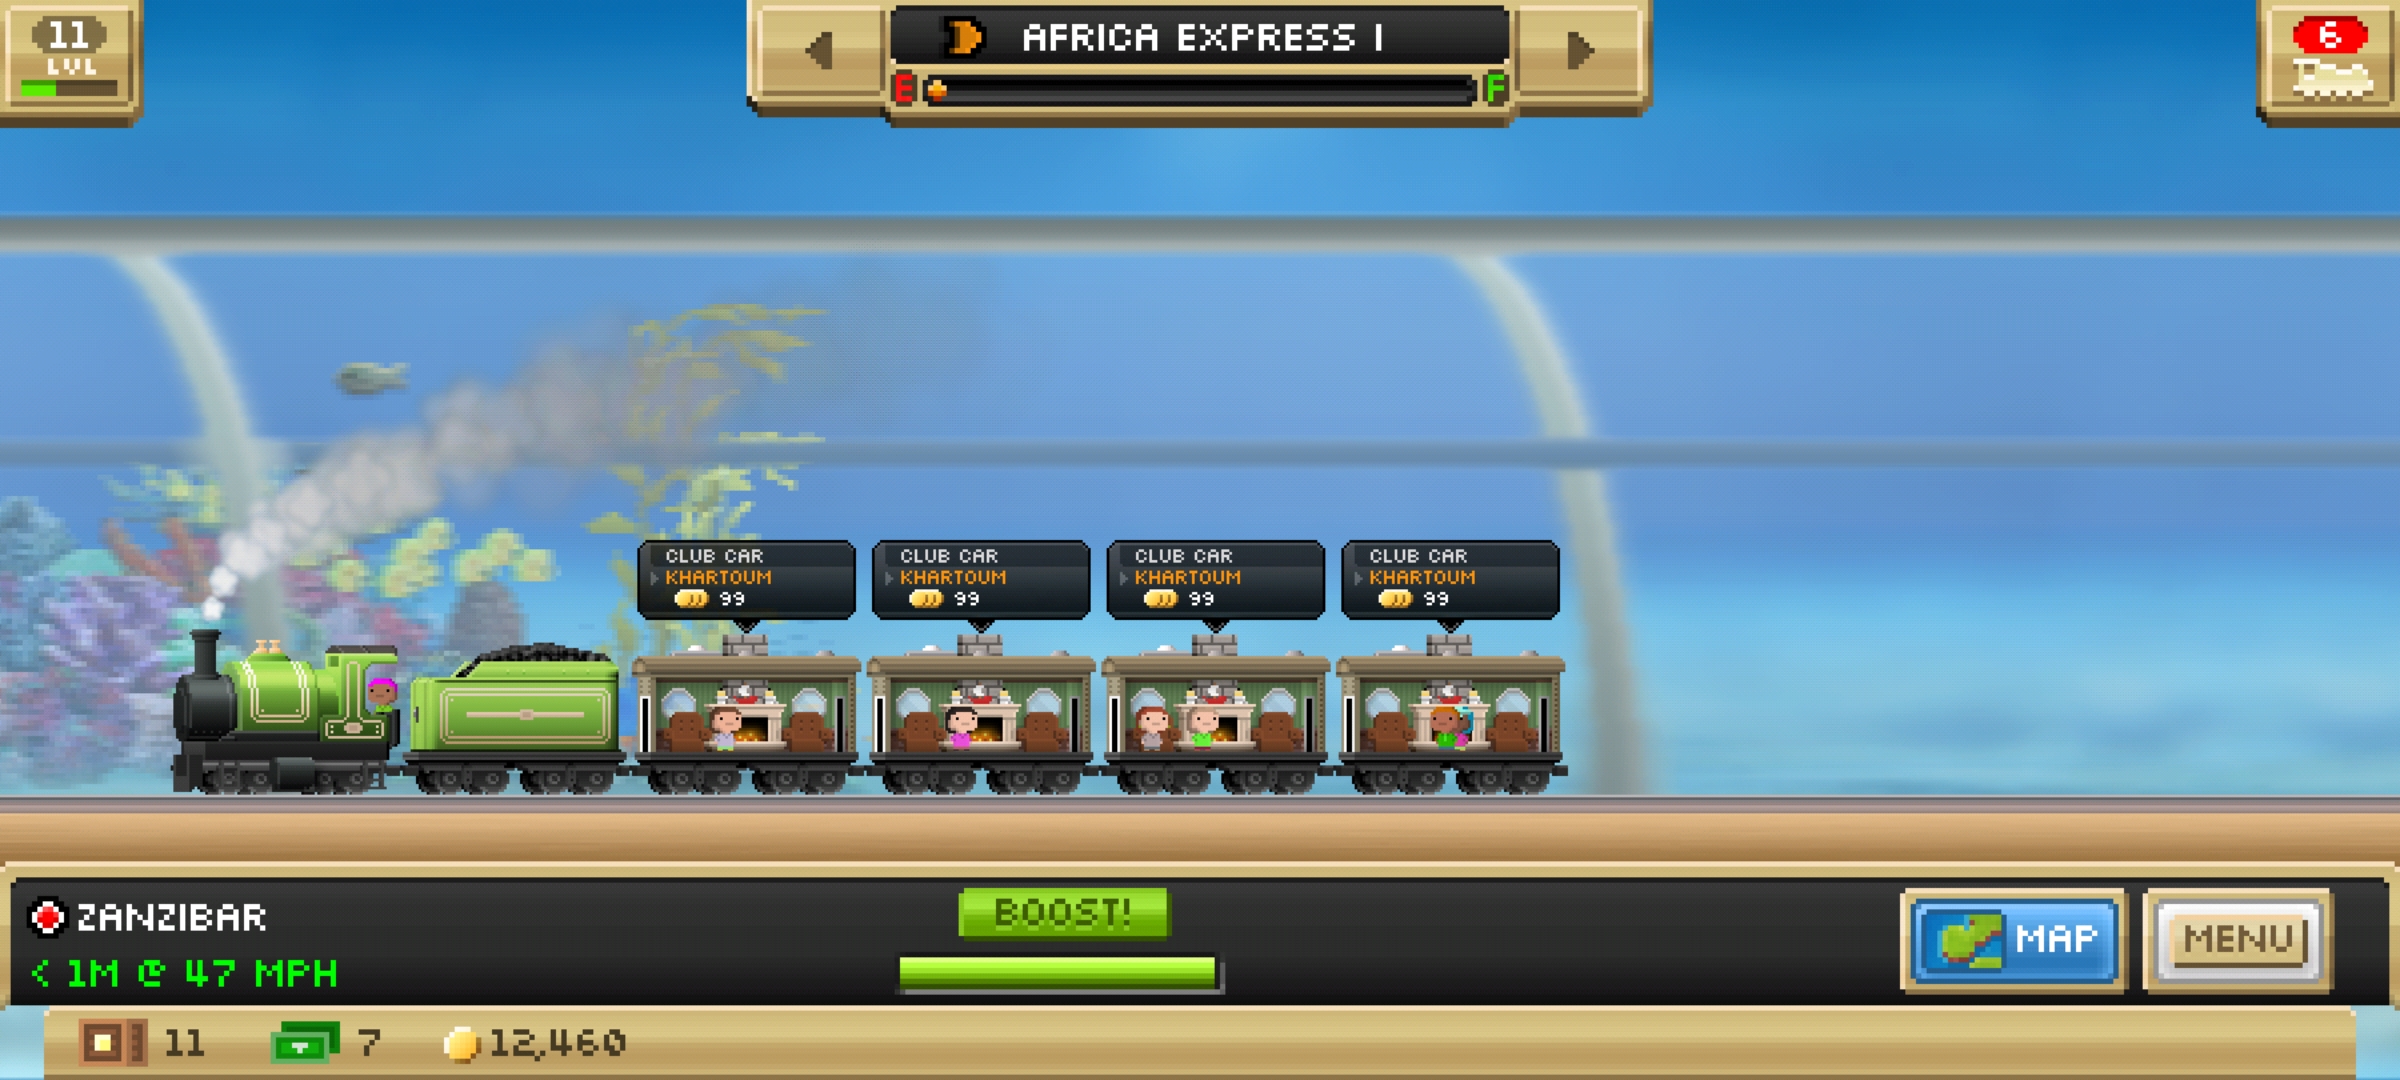 11
LVL
AFRICA EXPRESS I
E
F
6
CLUB CAR
KHARTOUM
99
CLUB CAR
KHARTOUM
99
CLUB CAR
KHARTOUM
99
CLUB CAR
KHARTOUM
99
ZANZIBAR
< 1M @ 47 MPH
BOOST!
MAP
MENU
11
7
12,460